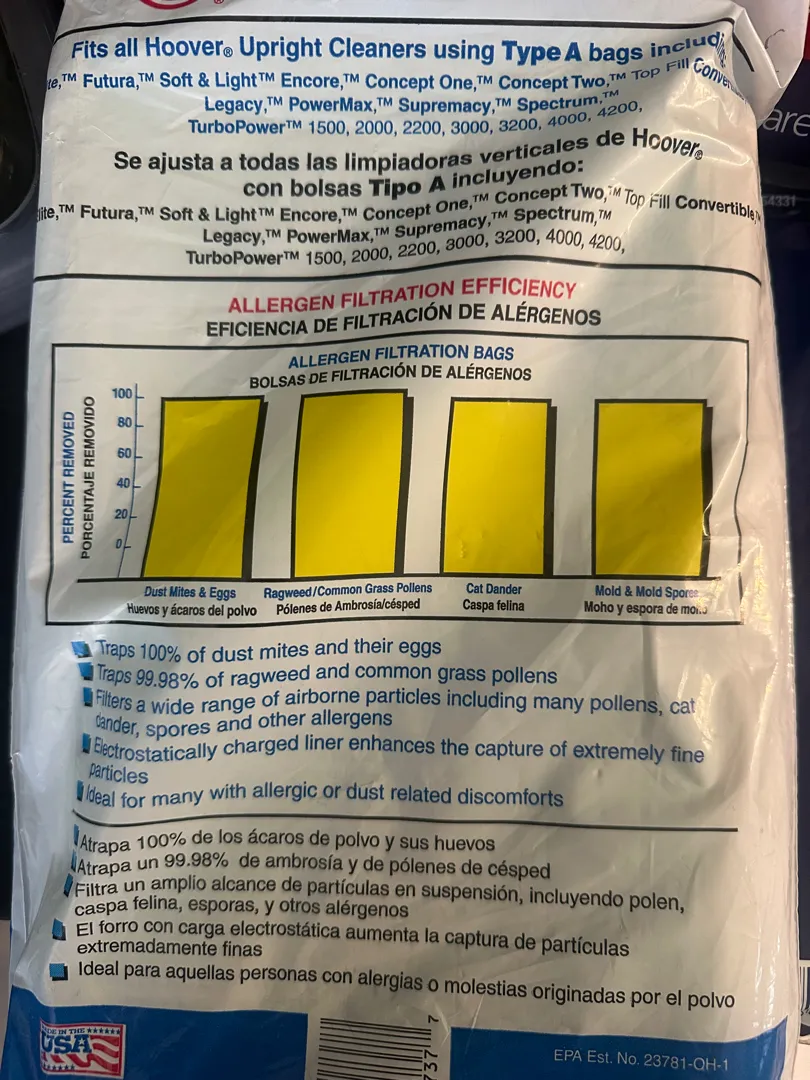 ®
Fits all Hoover® Upright Cleaners using Type A bags
™ Futura,™ Soft & Light™ Encore,™ Concept One,™ Concept Two,™ Top Fill
Legacy,™ PowerMax,™ Supremacy,™ Spectrum,™
TurboPower™ 1500, 2000, 2200, 3000, 3200, 4000, 4200,
Se ajusta a todas las limpiadoras verticales de Hoover®
con bolsas Tipo A incluyendo:
™ Futura,™ Soft & Light™ Encore,™ Concept One,™ Concept Two,™ Top Fill Convertible,™
Legacy,™ PowerMax,™ Supremacy,™ Spectrum,™
TurboPower™ 1500, 2000, 2200, 3000, 3200, 4000, 4200,
ALLERGEN FILTRATION EFFICIENCY
EFICIENCIA DE FILTRACIÓN DE ALÉRGENOS
ALLERGEN FILTRATION BAGS
BOLSAS DE FILTRACIÓN DE ALÉRGENOS
PERCENT REMOVED
PORCENTAJE REMOVIDO
100
80
60
40
20
0
Dust Mites & Eggs
Huevos y ácaros del polvo
Ragweed/Common Grass Pollens
Pólenes de Ambrosía/césped
Cat Dander
Caspa felina
Mold & Mold Spores
Moho y espora de moho
Traps 100% of dust mites and their eggs
Traps 99.98% of ragweed and common grass pollens
Filters a wide range of airborne particles including many pollens, cat
dander, spores and other allergens
Electrostatically charged liner enhances the capture of extremely fine
particles
Ideal for many with allergic or dust related discomforts
Atrapa 100% de los ácaros de polvo y sus huevos
Atrapa un 99.98% de ambrosía y de pólenes de césped
Filtra un amplio alcance de partículas en suspensión, incluyendo polen,
caspa felina, esporas, y otros alérgenos
El forro con carga electrostática aumenta la captura de partículas
extremadamente finas
Ideal para aquellas personas con alergias o molestias originadas por el polvo
MADE IN THE
USA
737 7
EPA Est. No. 23781-OH-1